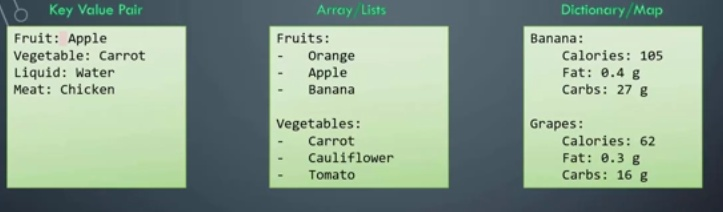 Key Value Pair
Fruit: Apple
Vegetable: Carrot
Liquid: Water
Meat: Chicken
Array/Lists
Fruits:
- Orange
- Apple
- Banana
Vegetables:
- Carrot
- Cauliflower
- Tomato
Dictionary/Map
Banana:
Calories: 105
Fat: 0.4 g
Carbs: 27 g
Grapes:
Calories: 62
Fat: 0.3 g
Carbs: 16 g